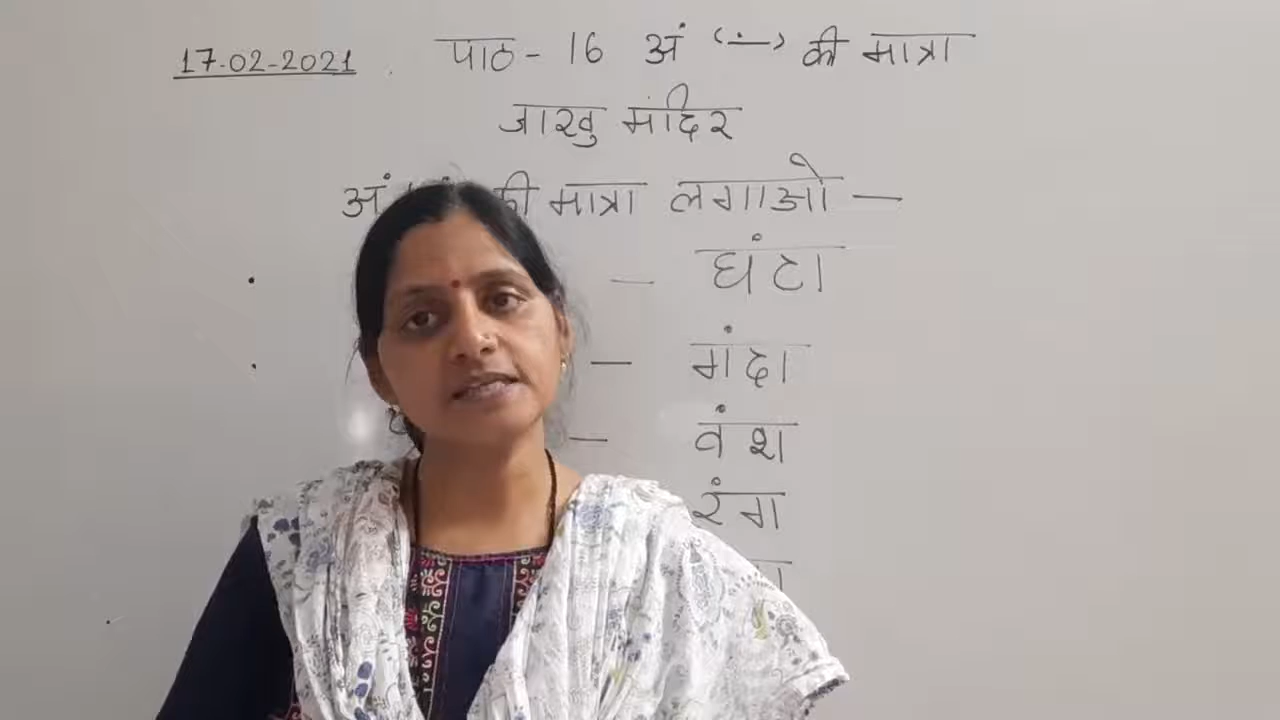 17-02-2021 पाठ - 16 अं (ـं) की मात्रा
जाखु मंदिर
अं की मात्रा लगाओ —
— घंटा
— गंदा
— वंश
रंग